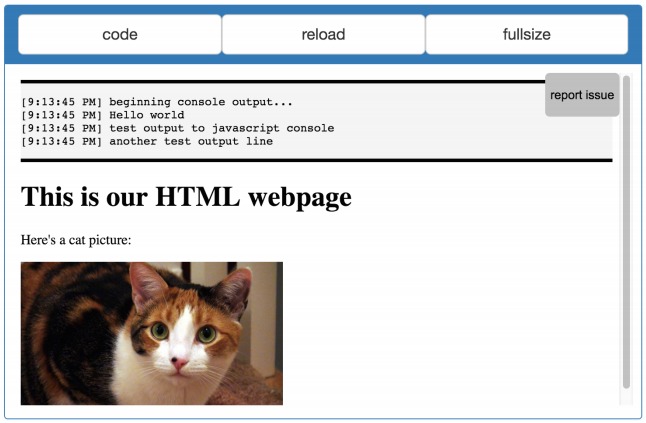 code
reload
fullsize
report issue
[9:13:45 PM] beginning console output...
[9:13:45 PM] Hello world
[9:13:45 PM] test output to javascript console
[9:13:45 PM] another test output line
This is our HTML webpage
Here's a cat picture: